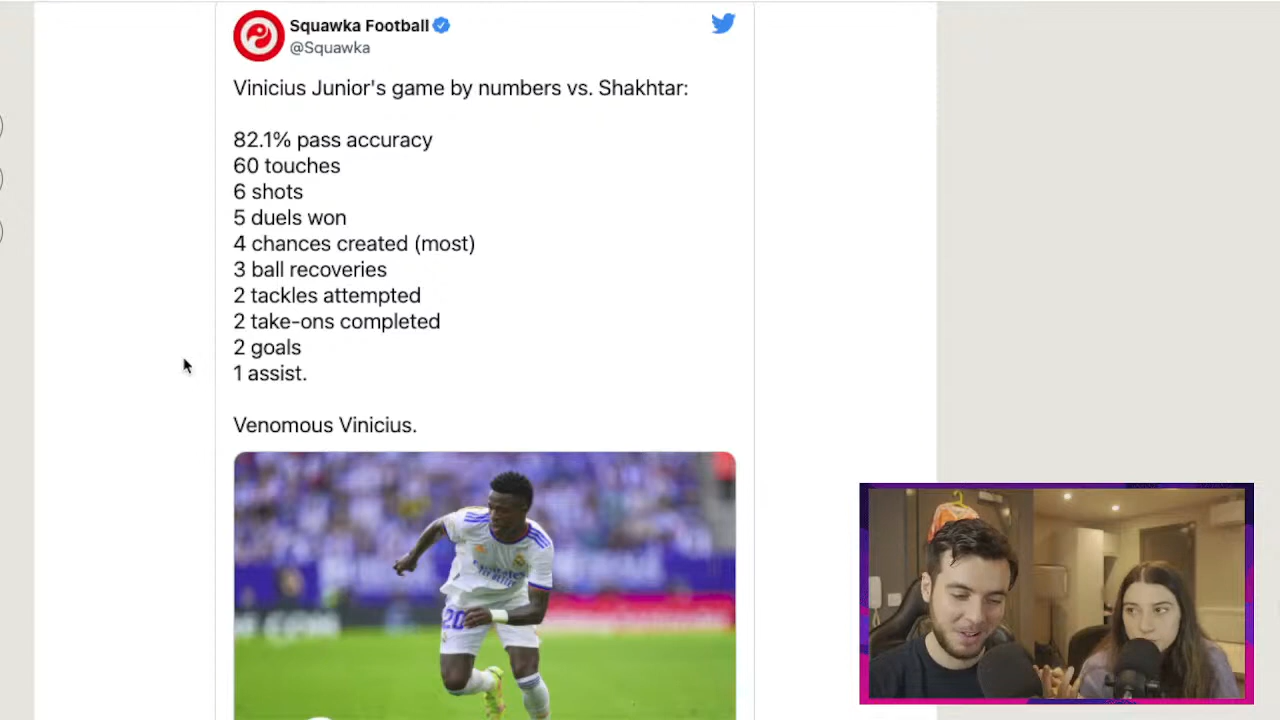 Squawka Football
@Squawka
Vinicius Junior's game by numbers vs. Shakhtar:
82.1% pass accuracy
60 touches
6 shots
5 duels won
4 chances created (most)
3 ball recoveries
2 tackles attempted
2 take-ons completed
2 goals
1 assist.
Venomous Vinicius.
20